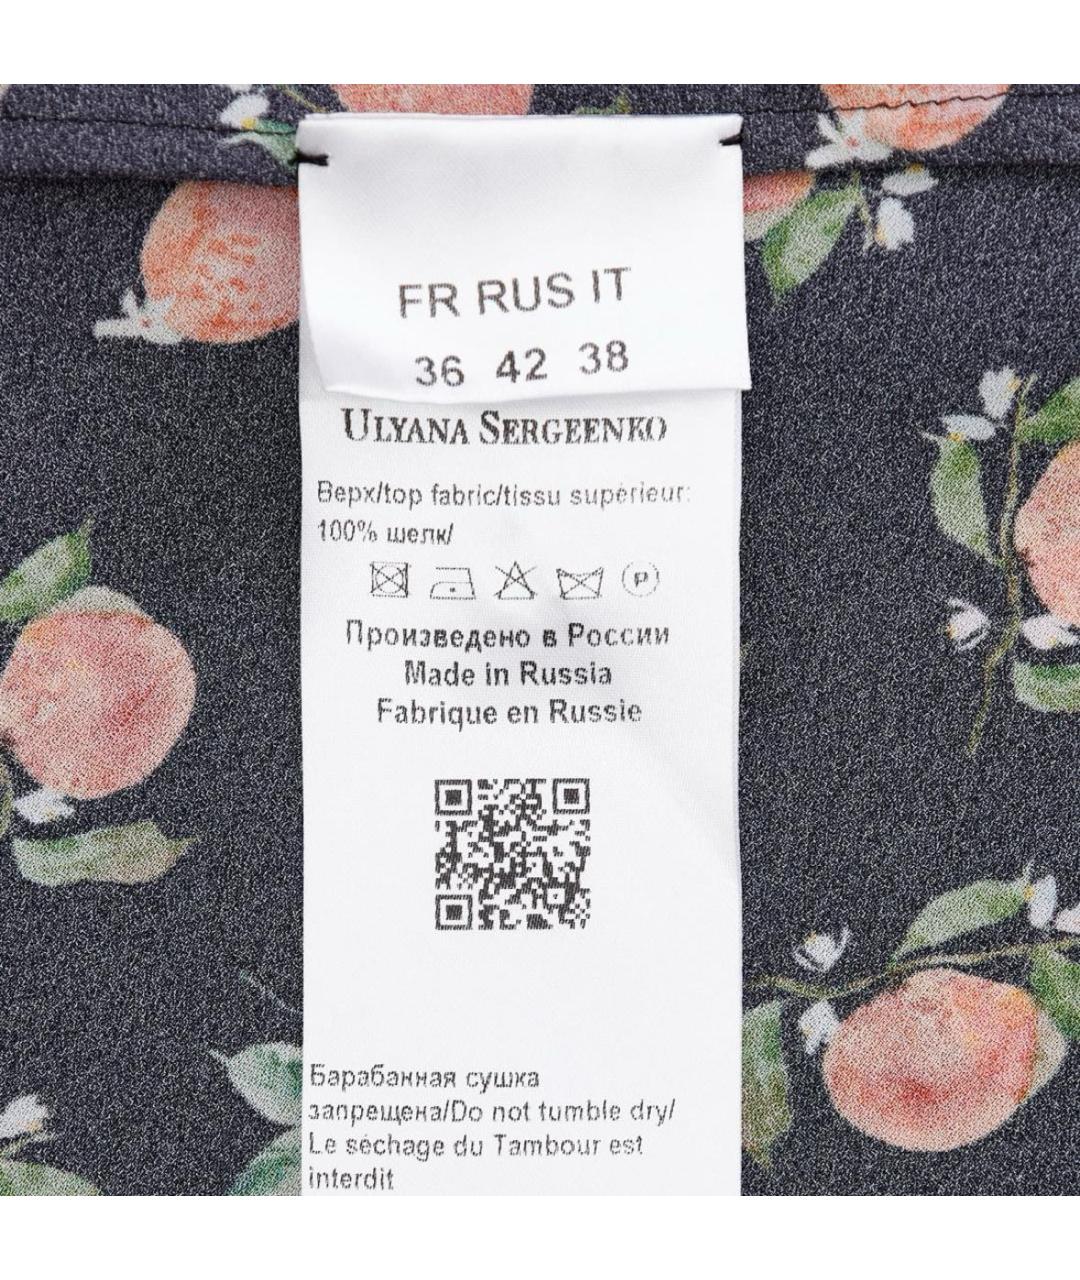 FR RUS IT
36 42 38
ULYANA SERGEENKO
Верх/top fabric/tissu supérieur:
100% шелк/
P
Произведено в России
Made in Russia
Fabrique en Russie
Барабанная сушка
запрещена/Do not tumble dry/
Le séchage du Tambour est
interdit